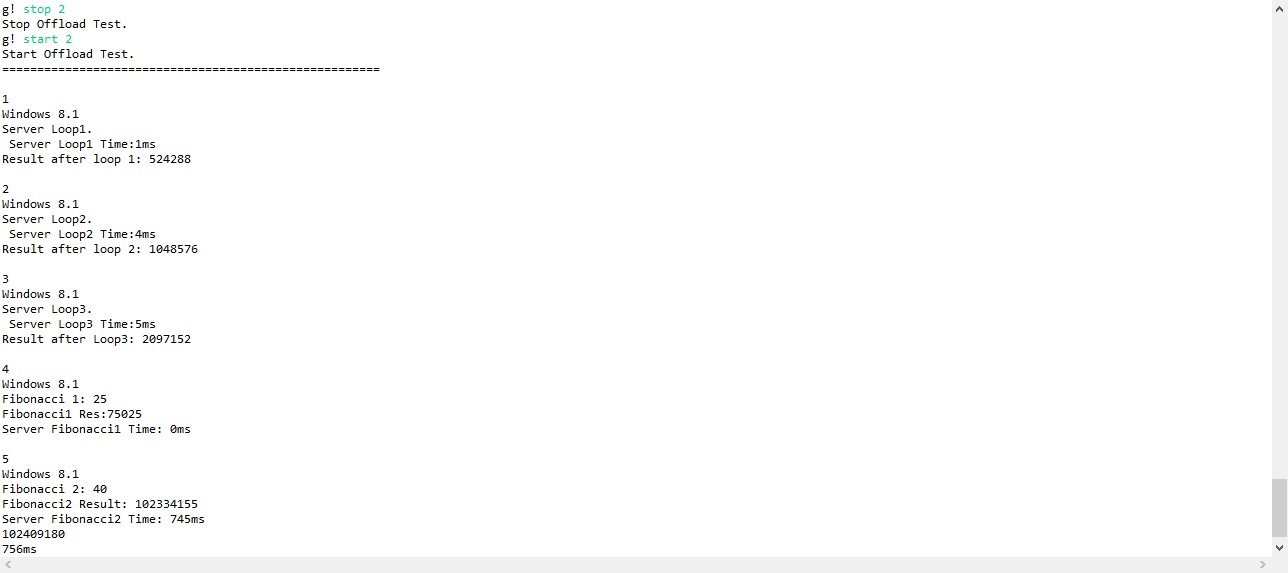 g! stop 2
Stop Offload Test.
g! start 2
Start Offload Test.
======================================================
1
Windows 8.1
Server Loop1.
Server Loop1 Time:1ms
Result after loop 1: 524288
2
Windows 8.1
Server Loop2.
Server Loop2 Time:4ms
Result after loop 2: 1048576
3
Windows 8.1
Server Loop3.
Server Loop3 Time:5ms
Result after Loop3: 2097152
4
Windows 8.1
Fibonacci 1: 25
Fibonacci1 Res:75025
Server Fibonacci1 Time: 0ms
5
Windows 8.1
Fibonacci 2: 40
Fibonacci2 Result: 102334155
Server Fibonacci2 Time: 745ms
102409180
756ms